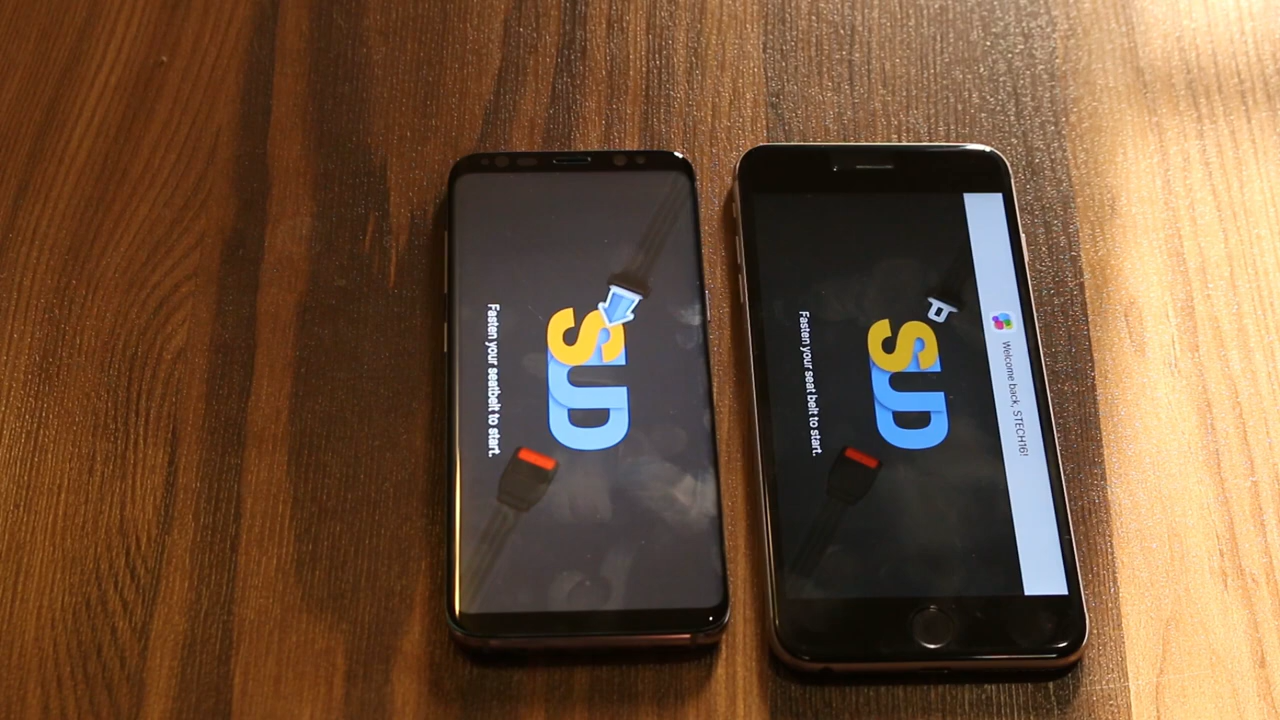 SUD
Fasten your seatbelt to start.
Welcome back, STECH16!
SUD
Fasten your seat belt to start.